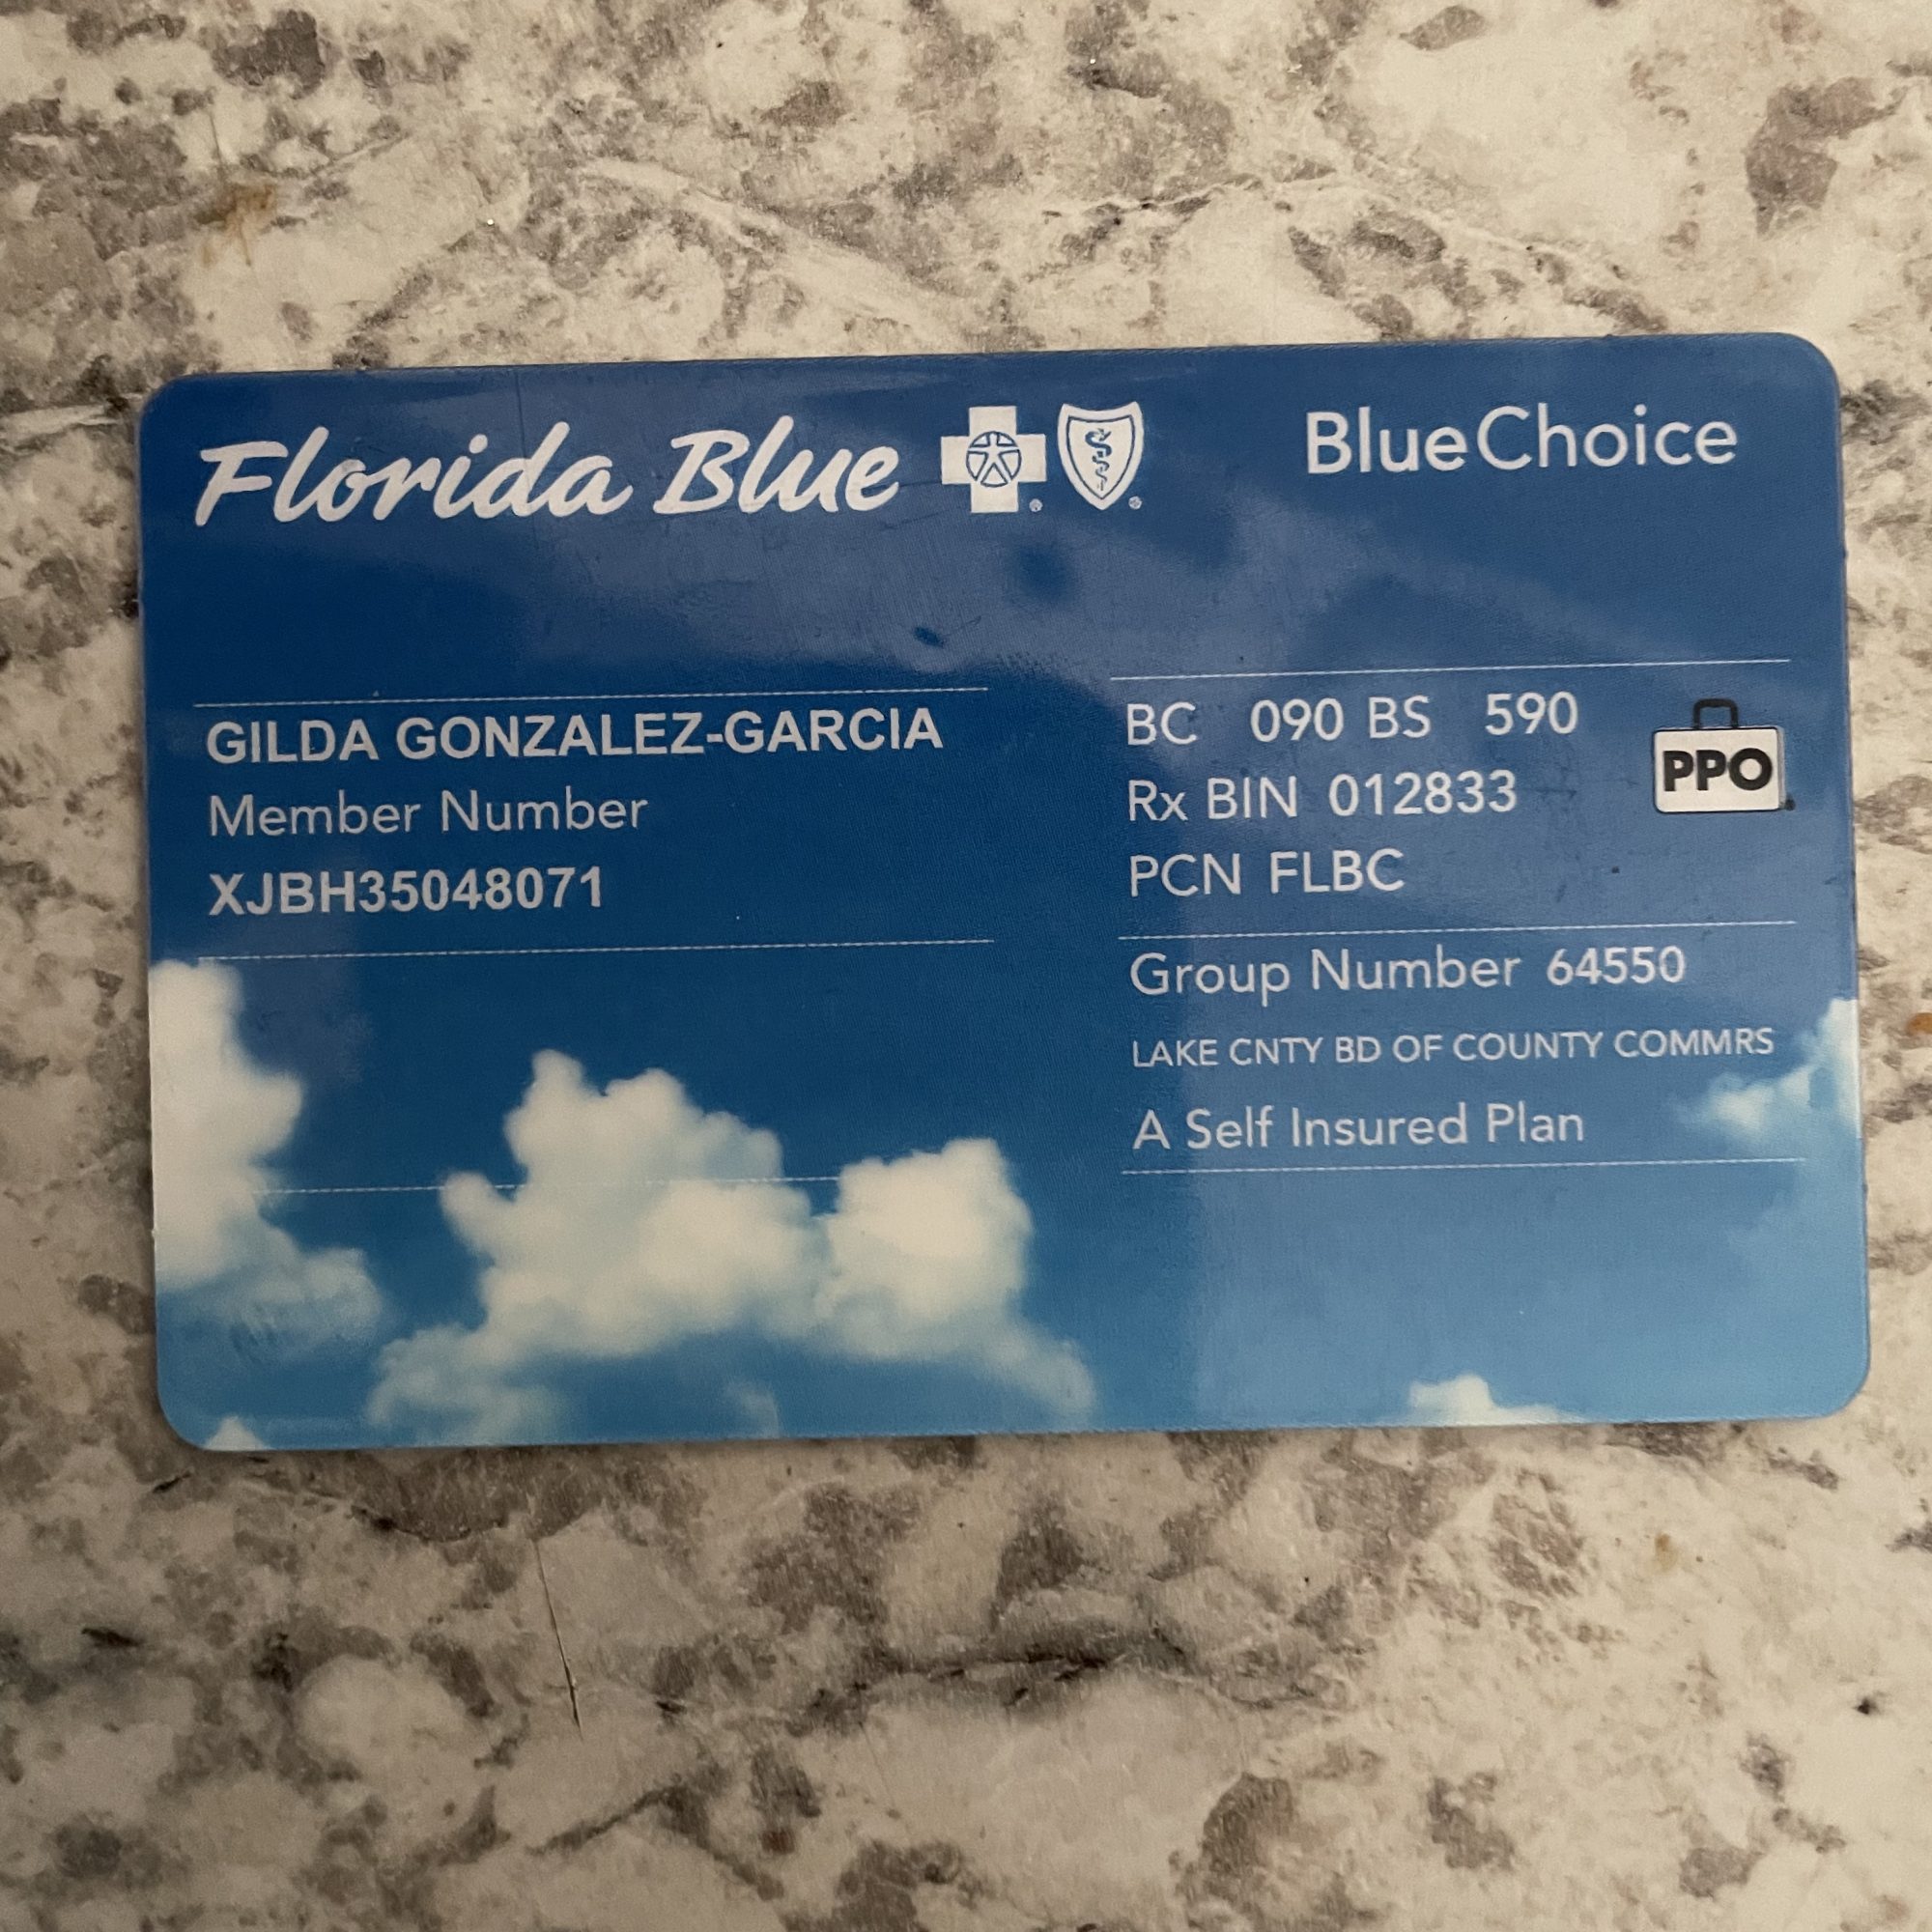 Florida Blue
BlueChoice
GILDA GONZALEZ-GARCIA
Member Number
XJBH35048071
BC 090 BS 590
Rx BIN 012833
PCN FLBC
PPO
Group Number 64550
LAKE CNTY BD OF COUNTY COMMRS
A Self Insured Plan